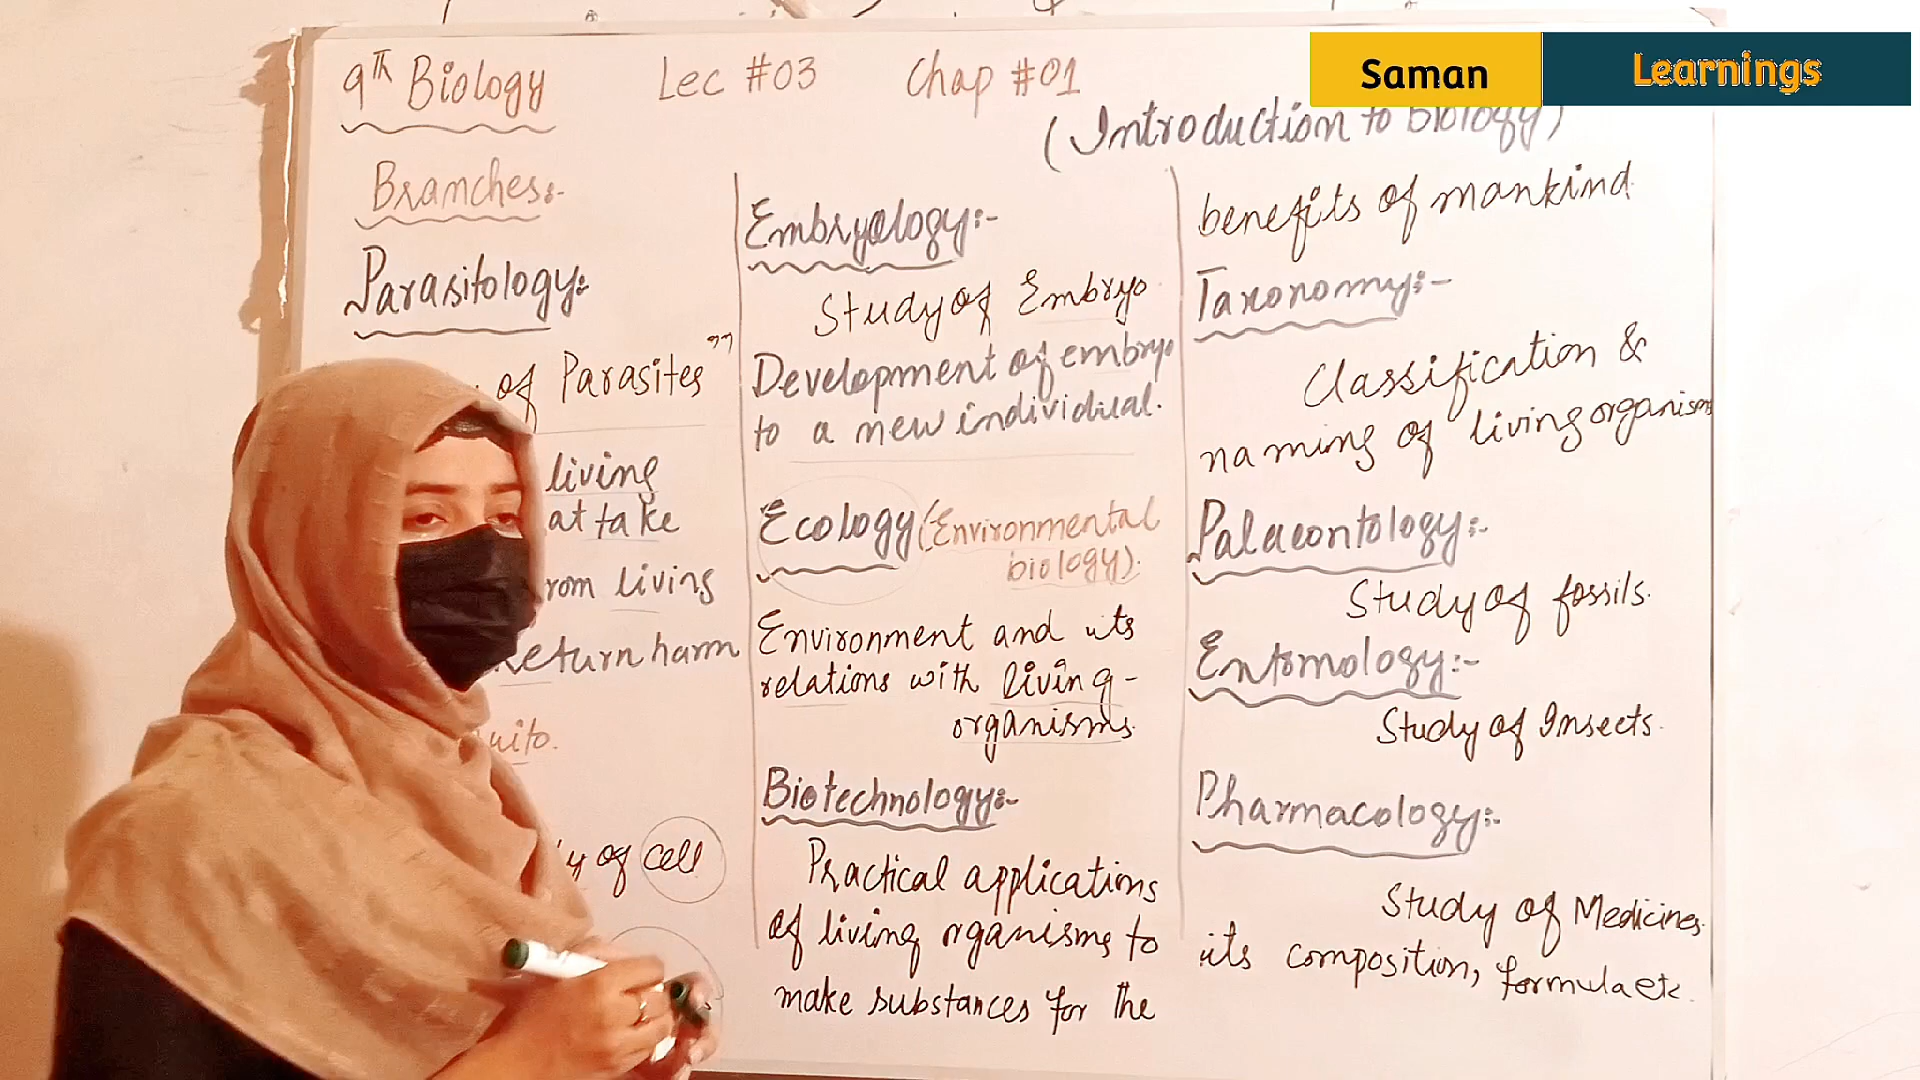 Saman Learnings
9th Biology Lec #03 Chap #01
(Introduction to Biology)
Branches:-
Parasitology:-
of Parasites”
living
at take
rom living
Return harm
uito.
y of cell
Embryology:-
Study of Embryo
Development of embryo
to a new individual.
Ecology (Environmental
biology).
Environment and its
relations with living-
organisms.
Biotechnology:-
Practical applications
of living organisms to
make substances for the
benefits of mankind
Taxonomy:-
Classification &
naming of living organisms
Palaeontology:-
Study of fossils.
Entomology:-
Study of Insects.
Pharmacology:-
Study of Medicines.
its composition, formula etc.